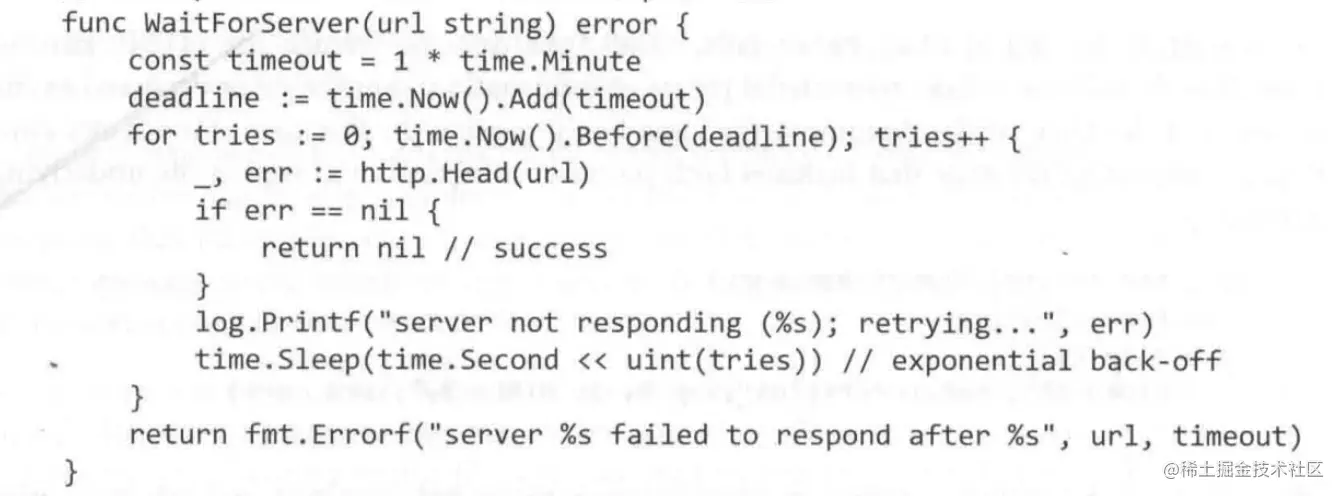 func WaitForServer(url string) error {
    const timeout = 1 * time.Minute
    deadline := time.Now().Add(timeout)
    for tries := 0; time.Now().Before(deadline); tries++ {
        _, err := http.Head(url)
        if err == nil {
            return nil // success
        }
        log.Printf("server not responding (%s); retrying...", err)
        time.Sleep(time.Second << uint(tries)) // exponential back-off
    }
    return fmt.Errorf("server %s failed to respond after %s", url, timeout)
}
@稀土掘金技术社区